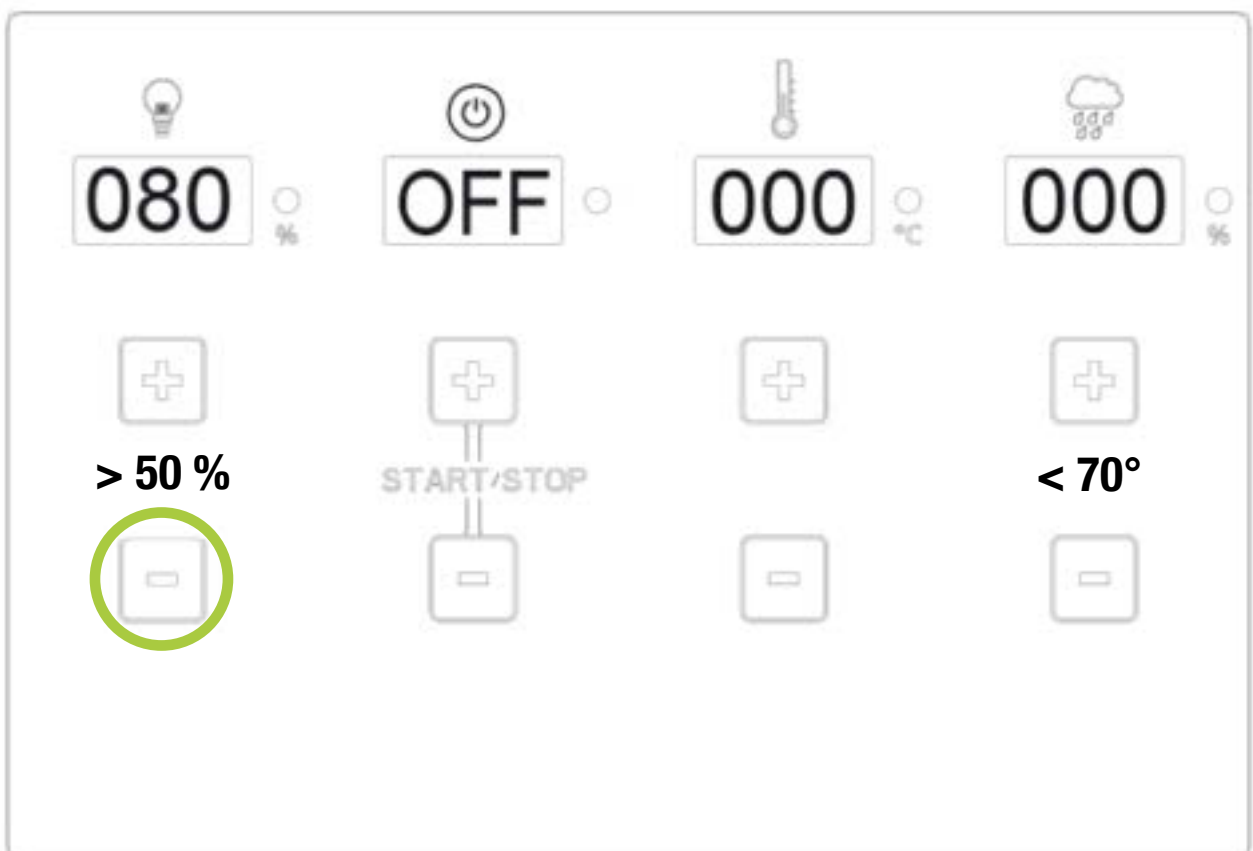 080 OFF 000 000
% °C %
+ + + +
> 50 % START/STOP < 70°
- - - -